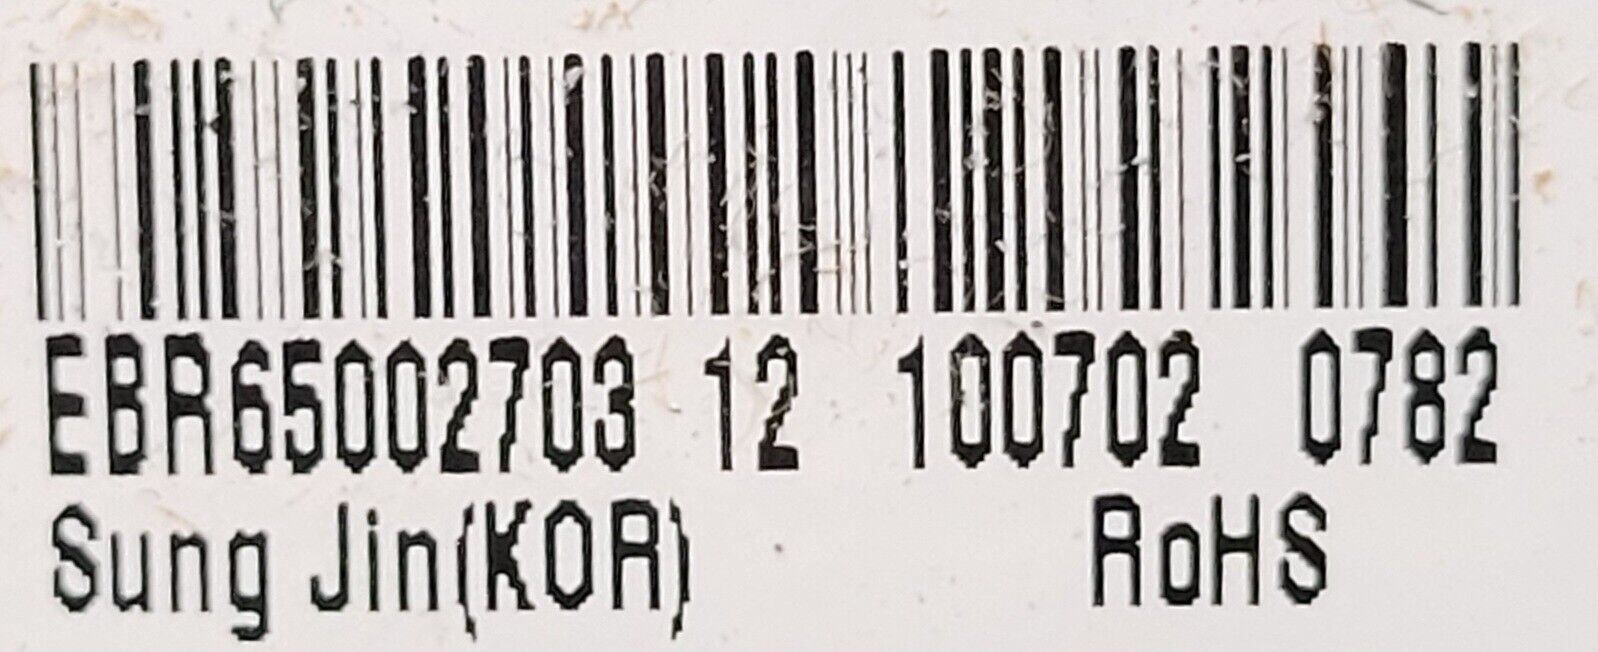 EBR65002703 12 100702 0782
Sung Jin(KOR) RoHS